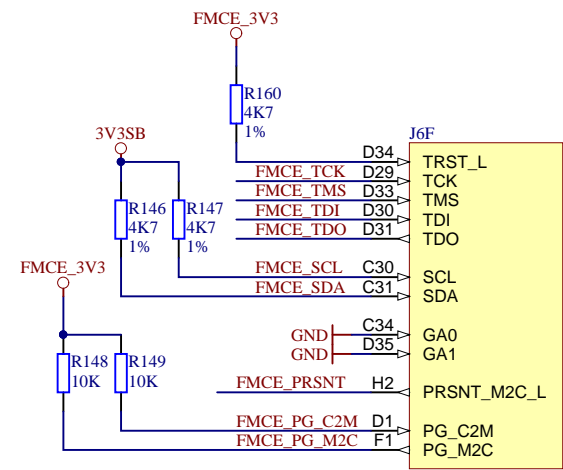 FMCE_3V3
R160
4K7
1%
3V3SB
J6F
D34 TRST_L
FMCE_TCK D29 TCK
FMCE_TMS D33 TMS
R146 R147 FMCE_TDI D30 TDI
4K7 4K7 FMCE_TDO D31 TDO
1% 1%
FMCE_3V3 FMCE_SCL C30 SCL
FMCE_SDA C31 SDA
GND C34 GA0
GND D35 GA1
R148 R149
10K 10K FMCE_PRSNT H2 PRSNT_M2C_L
FMCE_PG_C2M D1 PG_C2M
FMCE_PG_M2C F1 PG_M2C